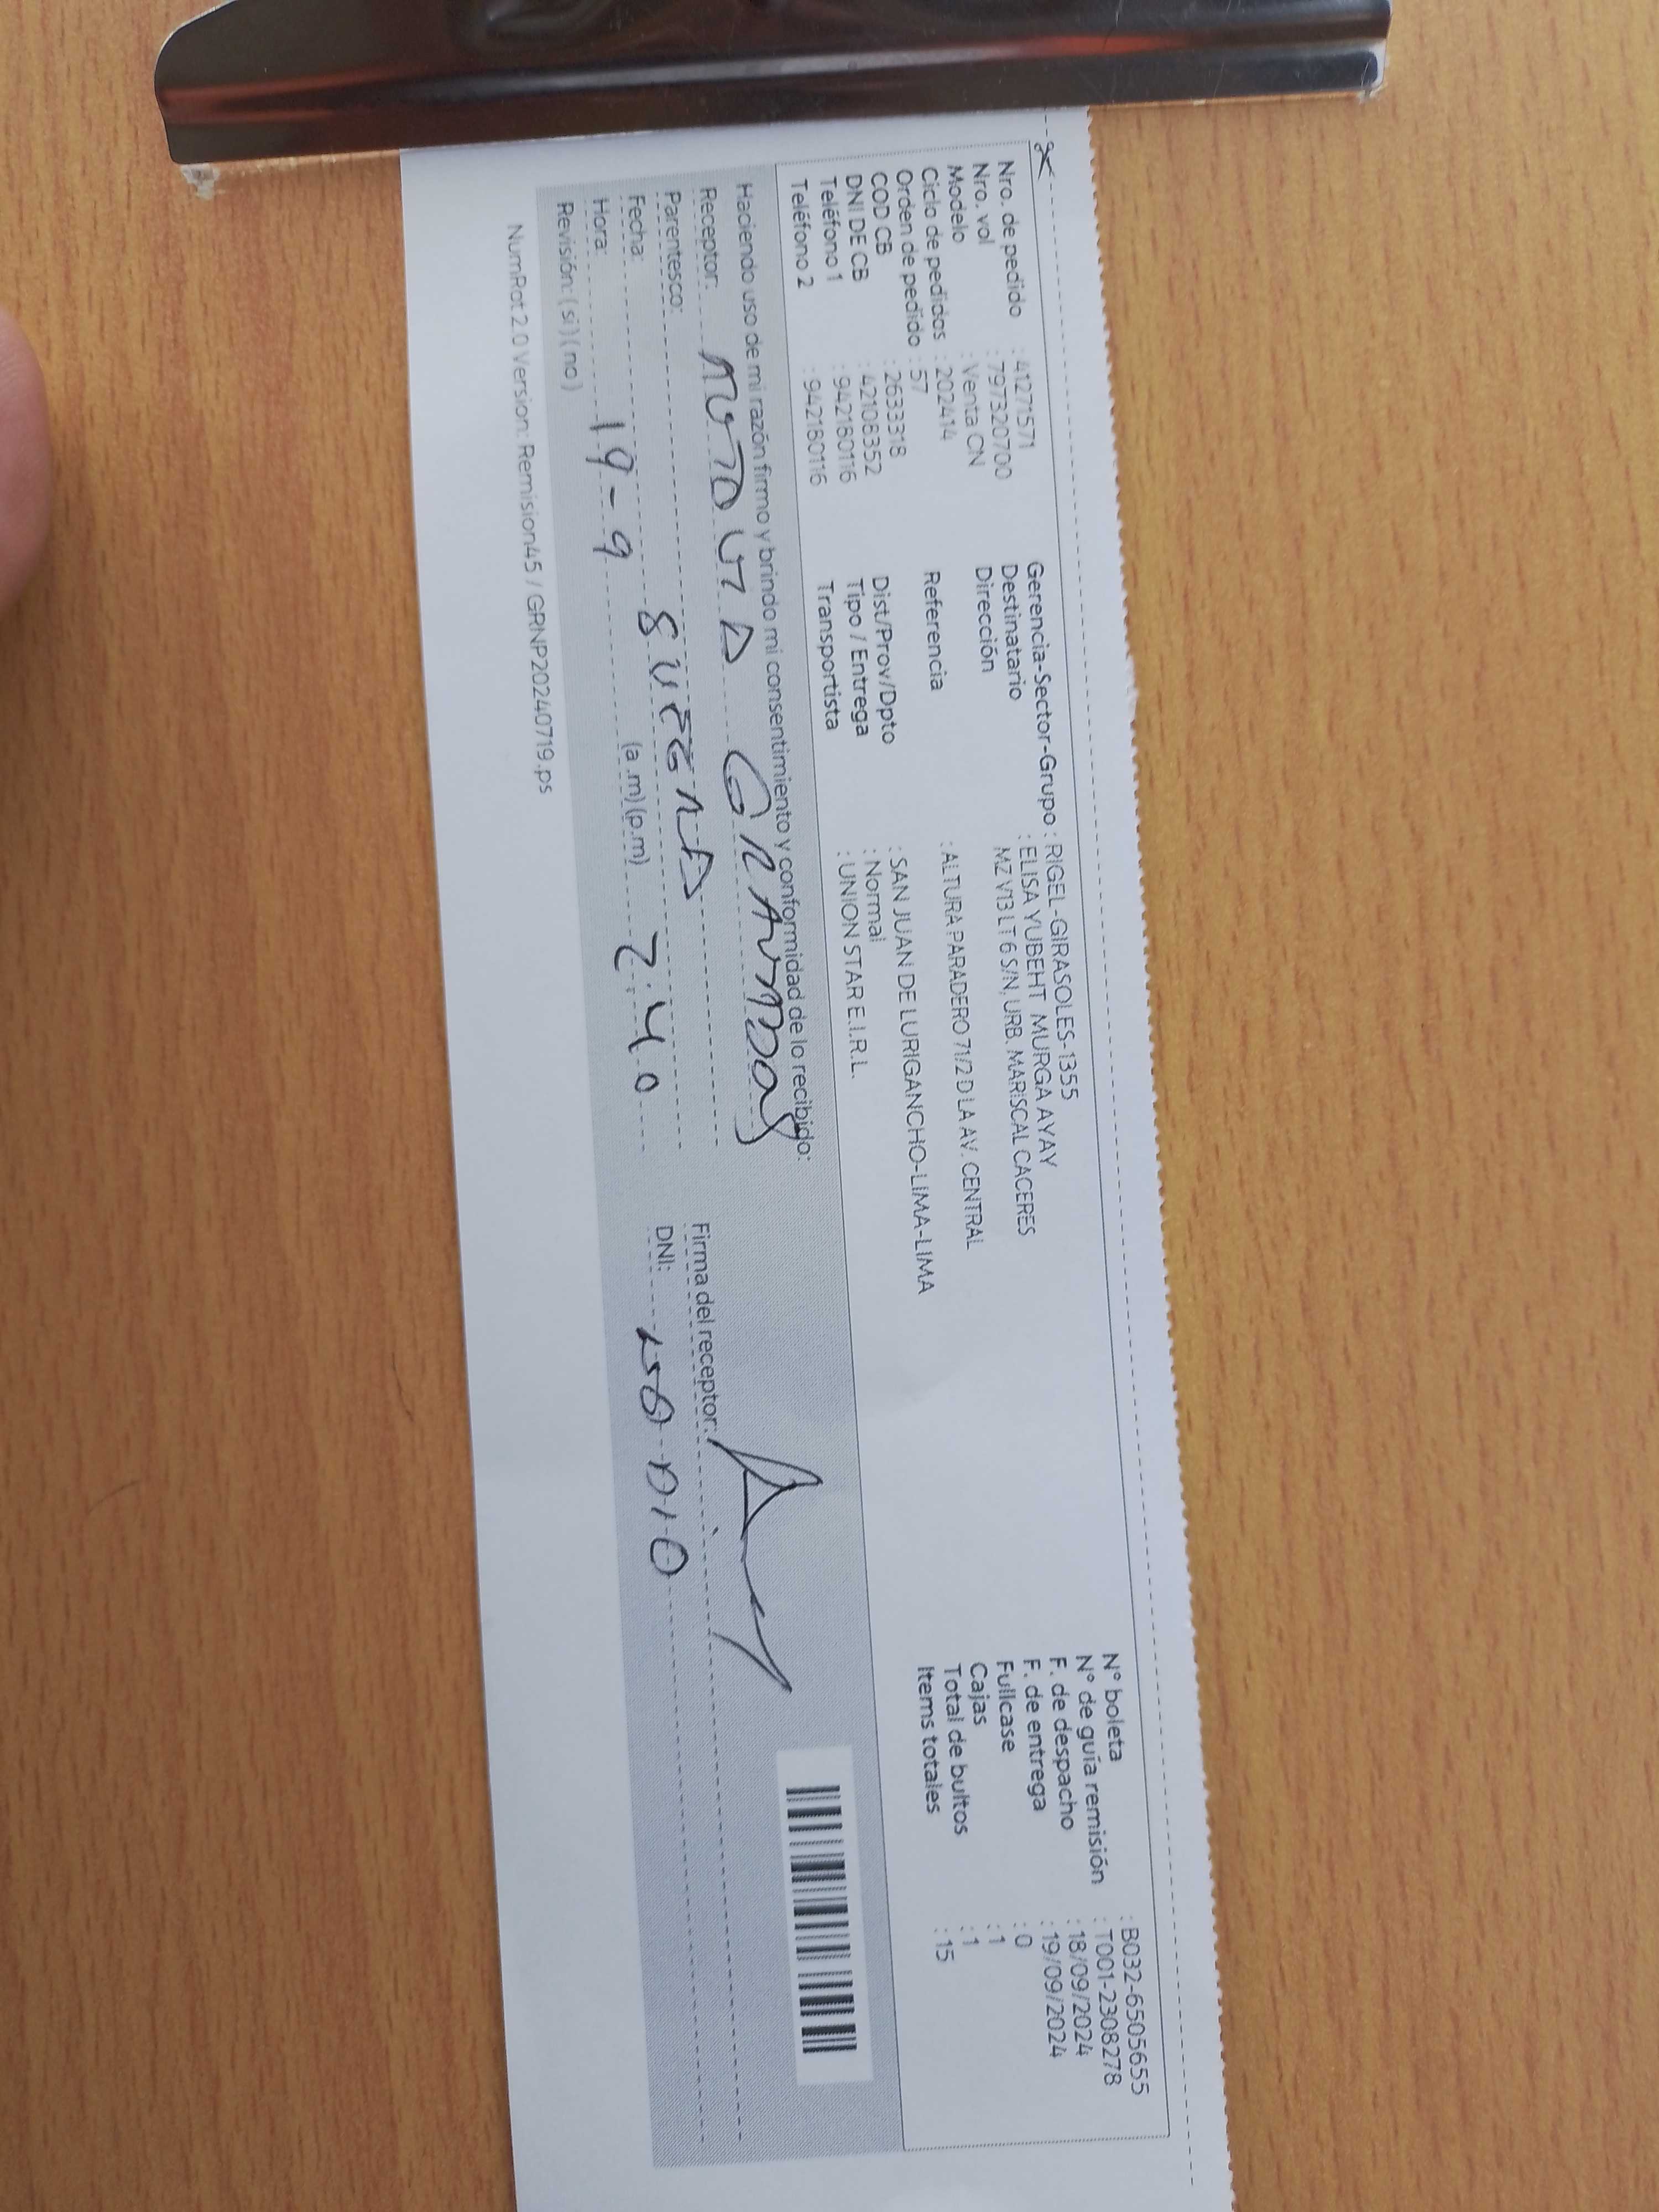 Nro. de pedido : 41271571
Nro. vol : 797320700
Modelo : Venta CN
Ciclo de pedidos : 202414
Orden de pedido : 57
COD CB : 2633318
DNI DE CB : 42108352
Teléfono 1 : 942180116
Teléfono 2 : 942180116
Gerencia-Sector-Grupo : RIGEL-GIRASOLES-1355
Destinatario : ELISA YUBEHT MURGA AYAY
Dirección MZ V13 LT 6 S/N, URB. MARISCAL CACERES
Referencia : ALTURA PARADERO 71/2 D LA AV. CENTRAL
Dist/Prov/Dpto : SAN JUAN DE LURIGANCHO-LIMA-LIMA
Tipo / Entrega : Normal
Transportista : UNION STAR E.I.R.L.
N° boleta : B032-6505655
N° de guía remisión : T001-2308278
F. de despacho : 18/09/2024
F. de entrega : 19/09/2024
Fullcase : 0
Cajas : 1
Total de bultos : 1
Items totales : 15
Haciendo uso de mi razón firmo y brindo mi consentimiento y conformidad de lo recibido:
Receptor:
Parentesco: SUEGRA
Fecha: 19-9
Hora: (a.m) (p.m) 2:40
Revisión: ( si ) ( no )
Firma del receptor:
DNI:
NumRot 2.0 Version: Remision45 / GRNP20240719.ps